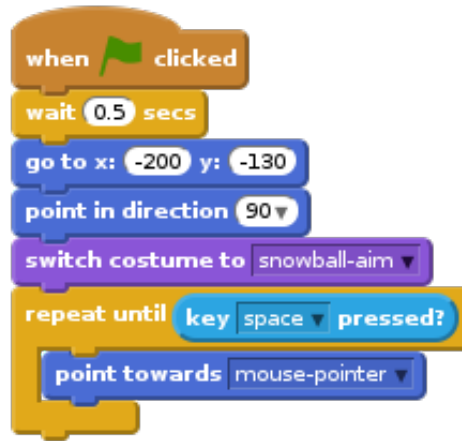 when clicked
wait 0.5 secs
go to x: -200 y: -130
point in direction 90
switch costume to snowball-aim
repeat until key space pressed?
point towards mouse-pointer